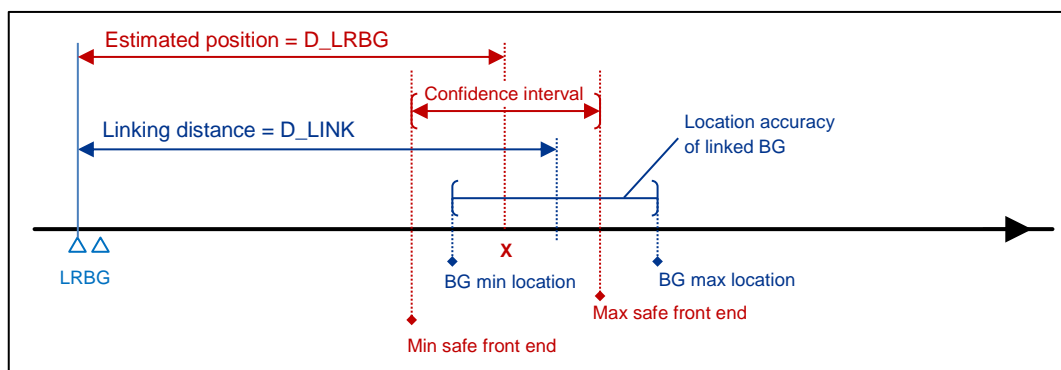 Estimated position = D_LRBG
Confidence interval
Linking distance = D_LINK
Location accuracy
of linked BG
X
LRBG
BG min location
BG max location
Max safe front end
Min safe front end